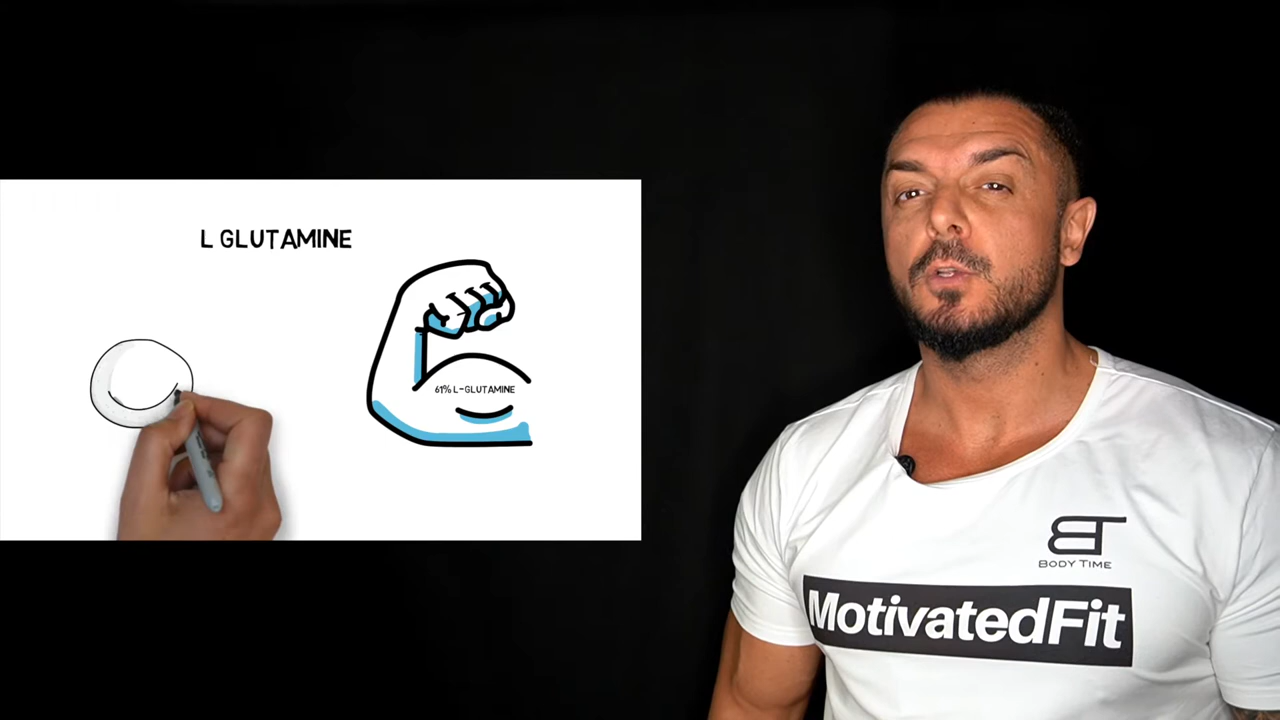 L GLUTAMINE
61% L-GLUTAMINE
BT
BODY TIME
MotivatedFit